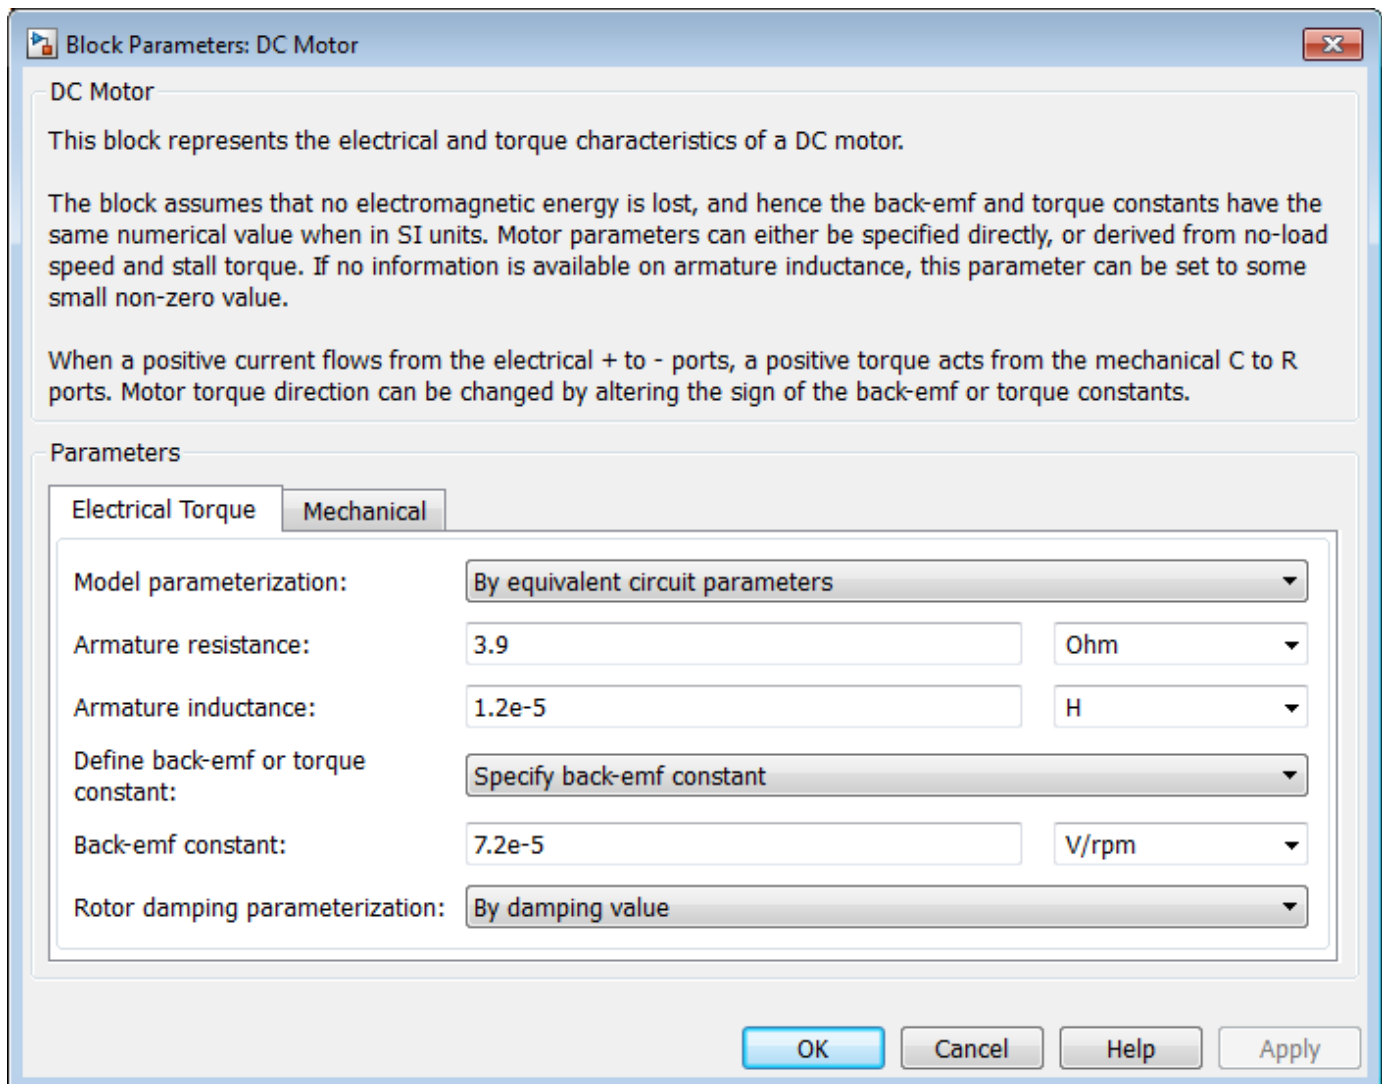 Block Parameters: DC Motor
DC Motor
This block represents the electrical and torque characteristics of a DC motor.
The block assumes that no electromagnetic energy is lost, and hence the back-emf and torque constants have the
same numerical value when in SI units. Motor parameters can either be specified directly, or derived from no-load
speed and stall torque. If no information is available on armature inductance, this parameter can be set to some
small non-zero value.
When a positive current flows from the electrical + to - ports, a positive torque acts from the mechanical C to R
ports. Motor torque direction can be changed by altering the sign of the back-emf or torque constants.
Parameters
Electrical Torque Mechanical
Model parameterization: By equivalent circuit parameters
Armature resistance: 3.9 Ohm
Armature inductance: 1.2e-5 H
Define back-emf or torque
constant: Specify back-emf constant
Back-emf constant: 7.2e-5 V/rpm
Rotor damping parameterization: By damping value
OK Cancel Help Apply